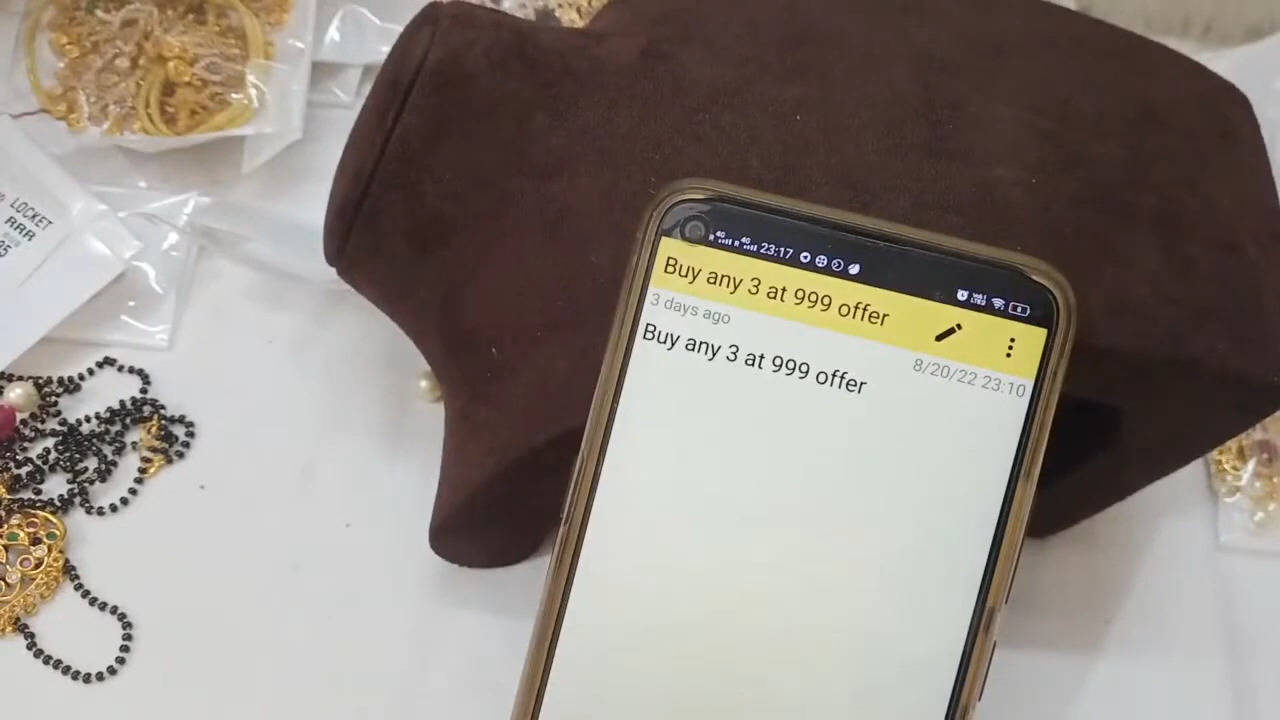 LOCKET
RRR
23:17
Buy any 3 at 999 offer
3 days ago
8/20/22 23:10
Buy any 3 at 999 offer